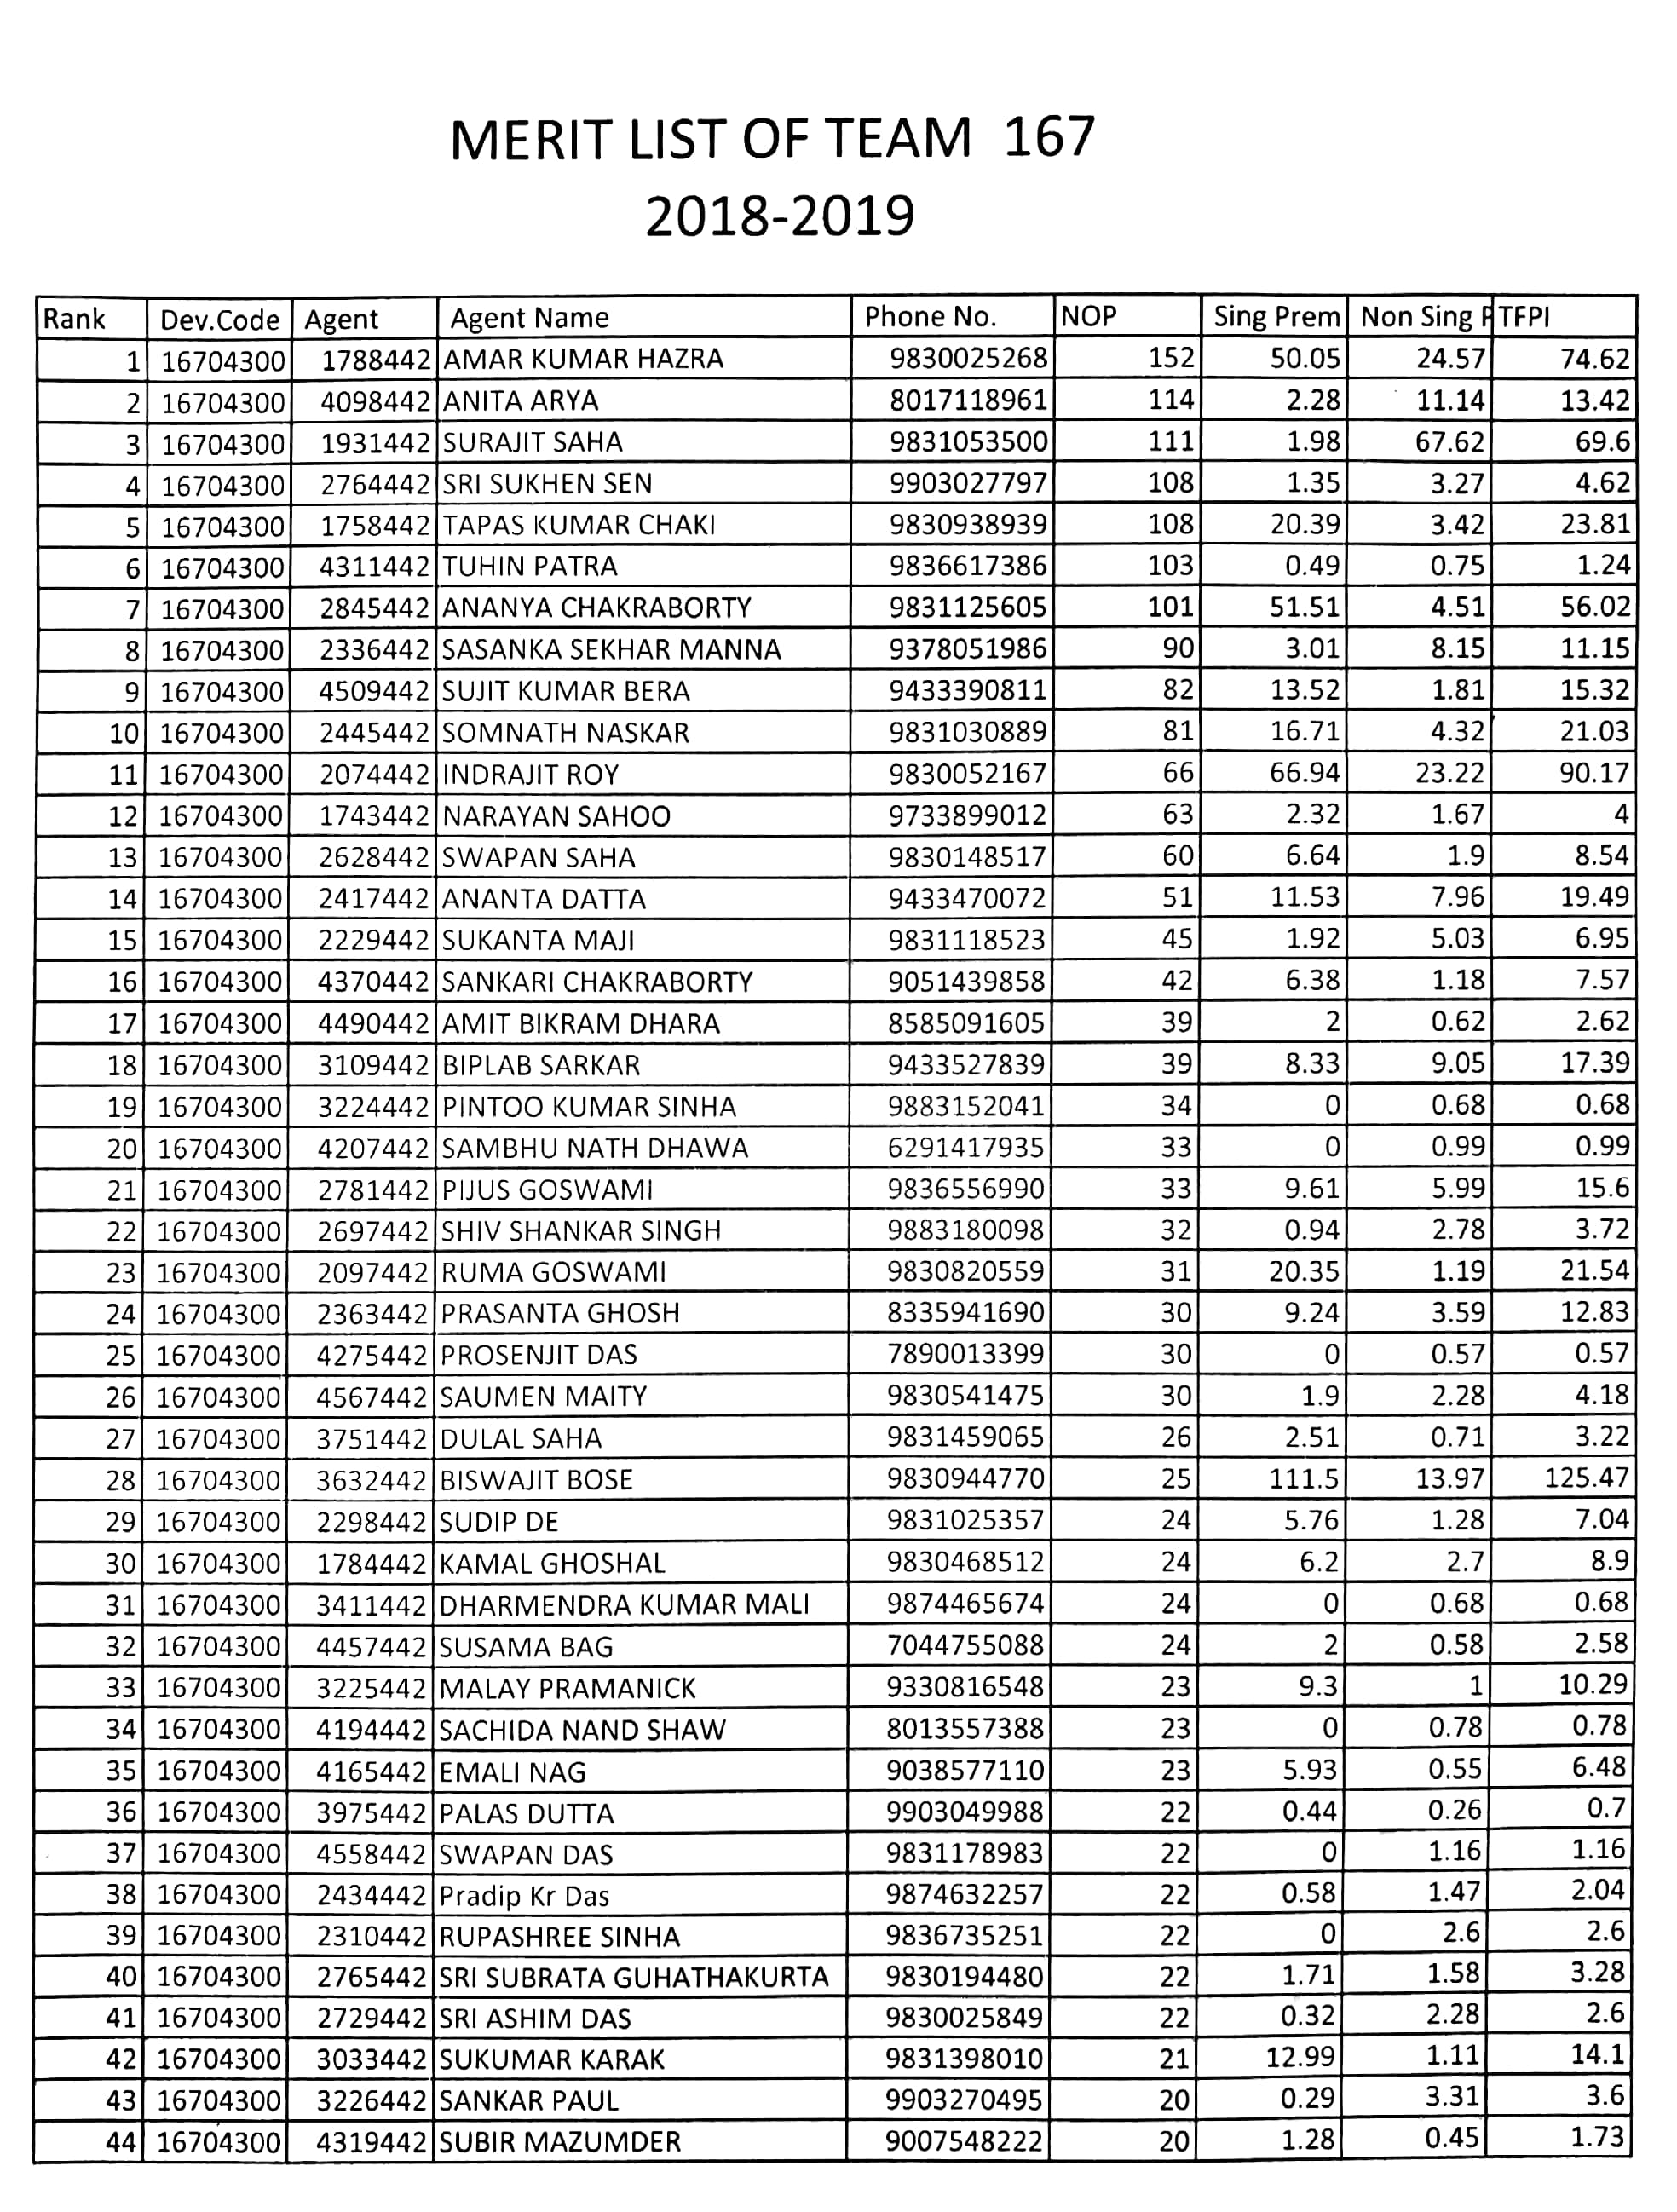 MERIT LIST OF TEAM 167
2018-2019
Rank Dev.Code Agent Agent Name Phone No. NOP Sing Prem Non Sing P TFPI
1 16704300 1788442 AMAR KUMAR HAZRA 9830025268 152 50.05 24.57 74.62
2 16704300 4098442 ANITA ARYA 8017118961 114 2.28 11.14 13.42
3 16704300 1931442 SURAJIT SAHA 9831053500 111 1.98 67.62 69.6
4 16704300 2764442 SRI SUKHEN SEN 9903027797 108 1.35 3.27 4.62
5 16704300 1758442 TAPAS KUMAR CHAKI 9830938939 108 20.39 3.42 23.81
6 16704300 4311442 TUHIN PATRA 9836617386 103 0.49 0.75 1.24
7 16704300 2845442 ANANYA CHAKRABORTY 9831125605 101 51.51 4.51 56.02
8 16704300 2336442 SASANKA SEKHAR MANNA 9378051986 90 3.01 8.15 11.15
9 16704300 4509442 SUJIT KUMAR BERA 9433390811 82 13.52 1.81 15.32
10 16704300 2445442 SOMNATH NASKAR 9831030889 81 16.71 4.32 21.03
11 16704300 2074442 INDRAJIT ROY 9830052167 66 66.94 23.22 90.17
12 16704300 1743442 NARAYAN SAHOO 9733899012 63 2.32 1.67 4
13 16704300 2628442 SWAPAN SAHA 9830148517 60 6.64 1.9 8.54
14 16704300 2417442 ANANTA DATTA 9433470072 51 11.53 7.96 19.49
15 16704300 2229442 SUKANTA MAJI 9831118523 45 1.92 5.03 6.95
16 16704300 4370442 SANKARI CHAKRABORTY 9051439858 42 6.38 1.18 7.57
17 16704300 4490442 AMIT BIKRAM DHARA 8585091605 39 2 0.62 2.62
18 16704300 3109442 BIPLAB SARKAR 9433527839 39 8.33 9.05 17.39
19 16704300 3224442 PINTOO KUMAR SINHA 9883152041 34 0 0.68 0.68
20 16704300 4207442 SAMBHU NATH DHAWA 6291417935 33 0 0.99 0.99
21 16704300 2781442 PIJUS GOSWAMI 9836556990 33 9.61 5.99 15.6
22 16704300 2697442 SHIV SHANKAR SINGH 9883180098 32 0.94 2.78 3.72
23 16704300 2097442 RUMA GOSWAMI 9830820559 31 20.35 1.19 21.54
24 16704300 2363442 PRASANTA GHOSH 8335941690 30 9.24 3.59 12.83
25 16704300 4275442 PROSENJIT DAS 7890013399 30 0 0.57 0.57
26 16704300 4567442 SAUMEN MAITY 9830541475 30 1.9 2.28 4.18
27 16704300 3751442 DULAL SAHA 9831459065 26 2.51 0.71 3.22
28 16704300 3632442 BISWAJIT BOSE 9830944770 25 111.5 13.97 125.47
29 16704300 2298442 SUDIP DE 9831025357 24 5.76 1.28 7.04
30 16704300 1784442 KAMAL GHOSHAL 9830468512 24 6.2 2.7 8.9
31 16704300 3411442 DHARMENDRA KUMAR MALI 9874465674 24 0 0.68 0.68
32 16704300 4457442 SUSAMA BAG 7044755088 24 2 0.58 2.58
33 16704300 3225442 MALAY PRAMANICK 9330816548 23 9.3 1 10.29
34 16704300 4194442 SACHIDA NAND SHAW 8013557388 23 0 0.78 0.78
35 16704300 4165442 EMALI NAG 9038577110 23 5.93 0.55 6.48
36 16704300 3975442 PALAS DUTTA 9903049988 22 0.44 0.26 0.7
37 16704300 4558442 SWAPAN DAS 9831178983 22 0 1.16 1.16
38 16704300 2434442 Pradip Kr Das 9874632257 22 0.58 1.47 2.04
39 16704300 2310442 RUPASHREE SINHA 9836735251 22 0 2.6 2.6
40 16704300 2765442 SRI SUBRATA GUHATHAKURTA 9830194480 22 1.71 1.58 3.28
41 16704300 2729442 SRI ASHIM DAS 9830025849 22 0.32 2.28 2.6
42 16704300 3033442 SUKUMAR KARAK 9831398010 21 12.99 1.11 14.1
43 16704300 3226442 SANKAR PAUL 9903270495 20 0.29 3.31 3.6
44 16704300 4319442 SUBIR MAZUMDER 9007548222 20 1.28 0.45 1.73